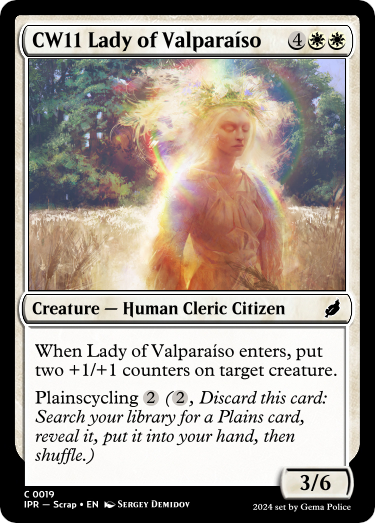 CW11 Lady of Valparaíso 4
Creature — Human Cleric Citizen
When Lady of Valparaíso enters, put
two +1/+1 counters on target creature.
Plainscycling 2 (2, Discard this card:
Search your library for a Plains card,
reveal it, put it into your hand, then
shuffle.)
3/6
C 0019
IPR — Scrap • EN Sergey Demidov
2024 set by Gema Police